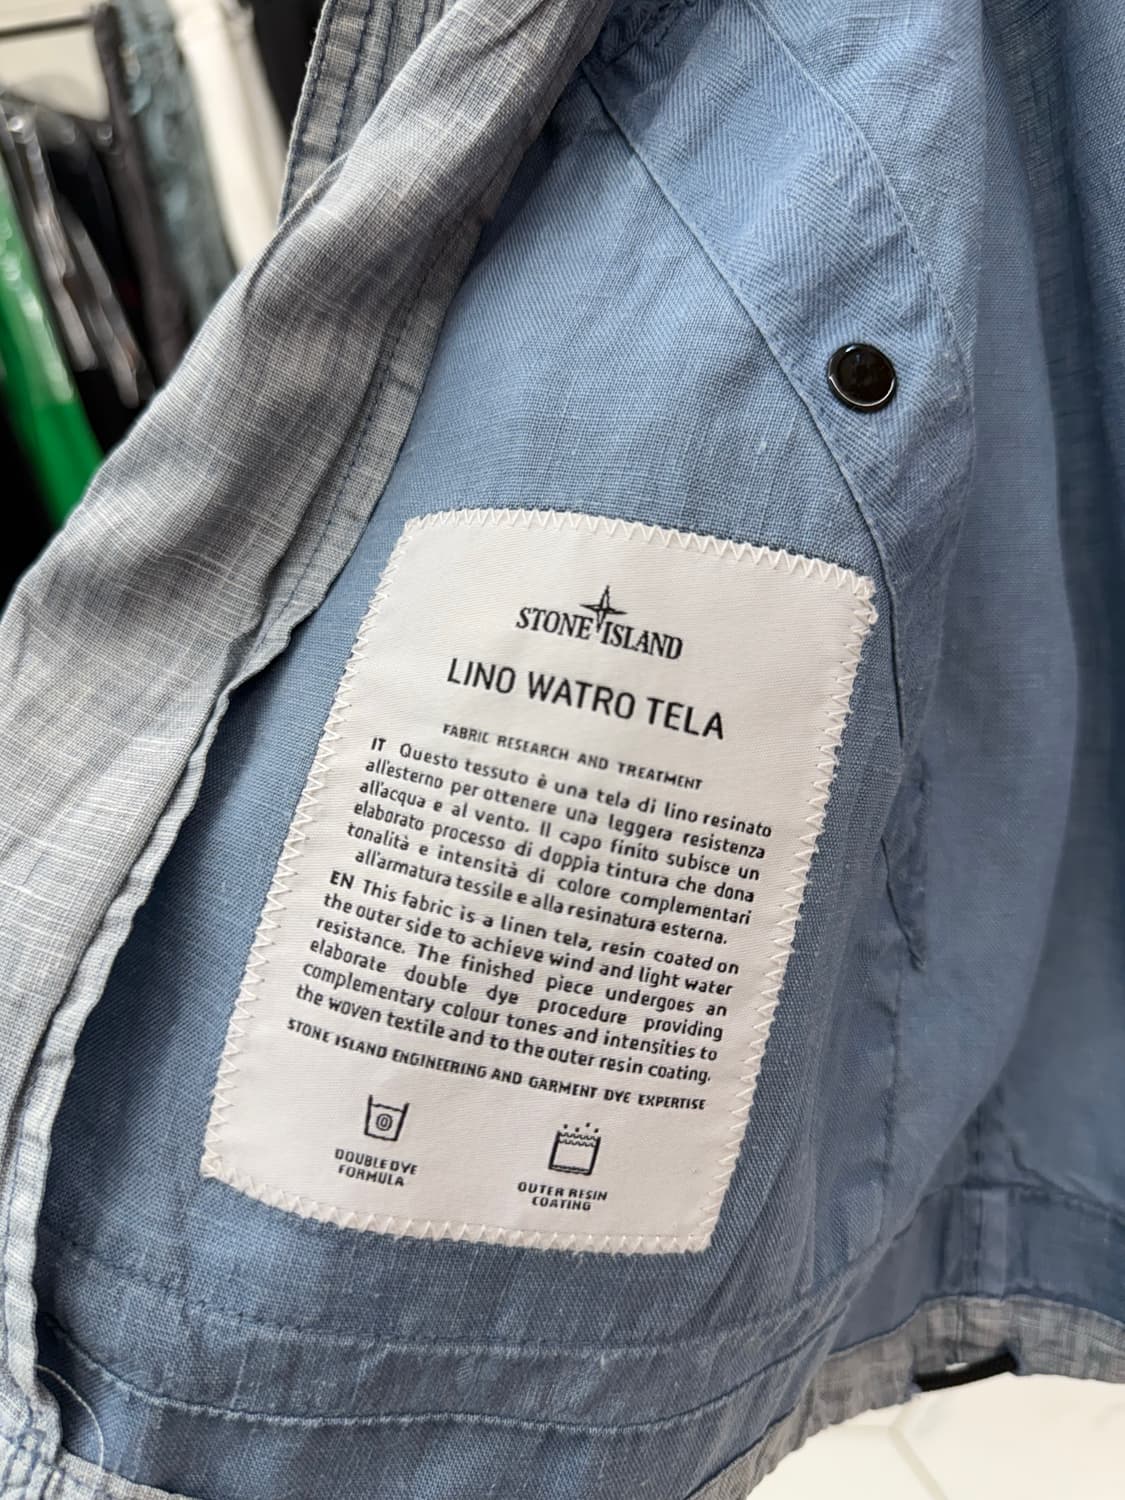 STONE ISLAND
LINO WATRO TELA
FABRIC RESEARCH AND TREATMENT
IT Questo tessuto è una tela di lino resinato
all'esterno per ottenere una leggera resistenza
all'acqua e al vento. Il capo finito subisce un
elaborato processo di doppia tintura che dona
tonalità e intensità di colore complementari
all'armatura tessile e alla resinatura esterna.
EN This fabric is a linen tela, resin coated on
the outer side to achieve wind and light water
resistance. The finished piece undergoes an
elaborate double dye procedure providing
complementary colour tones and intensities to
the woven textile and to the outer resin coating.
STONE ISLAND ENGINEERING AND GARMENT DYE EXPERTISE
DOUBLE DYE
FORMULA
OUTER RESIN
COATING